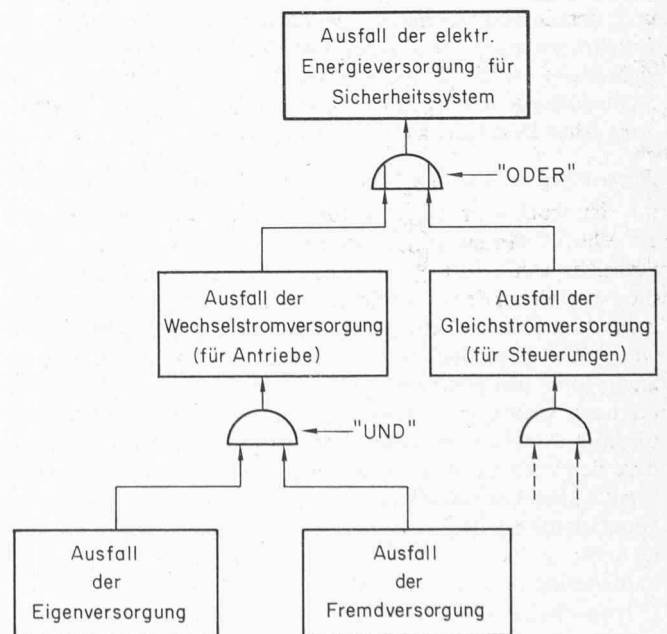 Ausfall der elektr.
Energieversorgung für
Sicherheitssystem
"ODER"
Ausfall der
Wechselstromversorgung
(für Antriebe)
Ausfall der
Gleichstromversorgung
(für Steuerungen)
"UND"
Ausfall
der
Eigenversorgung
Ausfall
der
Fremdversorgung